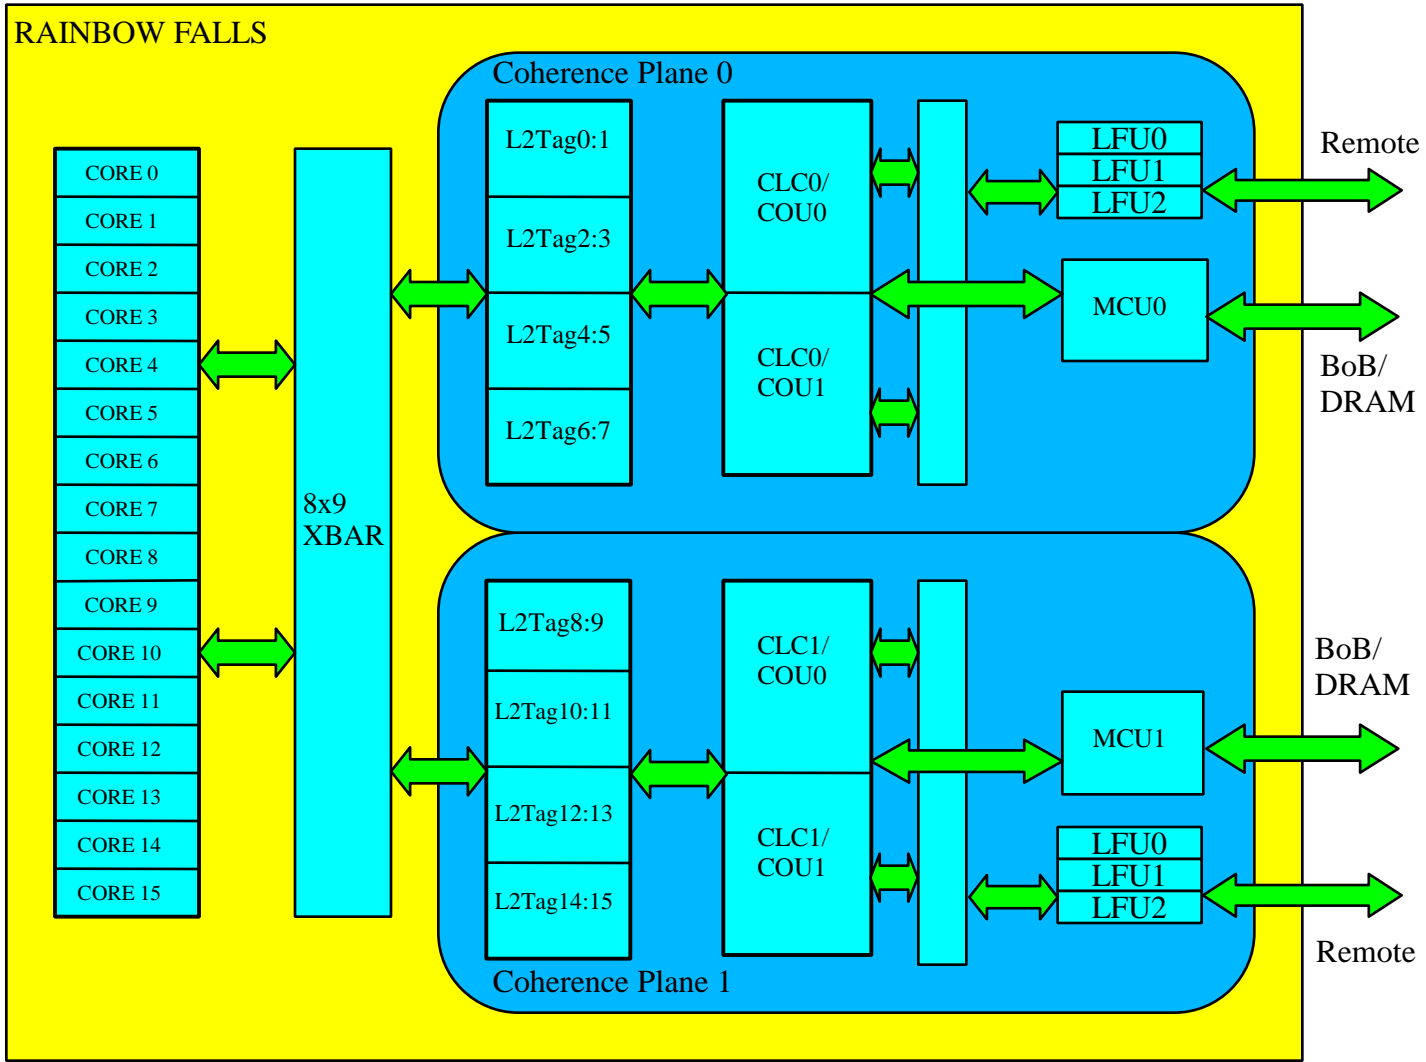 RAINBOW FALLS
CORE 0
CORE 1
CORE 2
CORE 3
CORE 4
CORE 5
CORE 6
CORE 7
CORE 8
CORE 9
CORE 10
CORE 11
CORE 12
CORE 13
CORE 14
CORE 15
8x9
XBAR
Coherence Plane 0
L2Tag0:1
L2Tag2:3
L2Tag4:5
L2Tag6:7
CLC0/
COU0
CLC0/
COU1
LFU0
LFU1
LFU2
MCU0
Remote
BoB/
DRAM
L2Tag8:9
L2Tag10:11
L2Tag12:13
L2Tag14:15
CLC1/
COU0
CLC1/
COU1
MCU1
LFU0
LFU1
LFU2
BoB/
DRAM
Remote
Coherence Plane 1